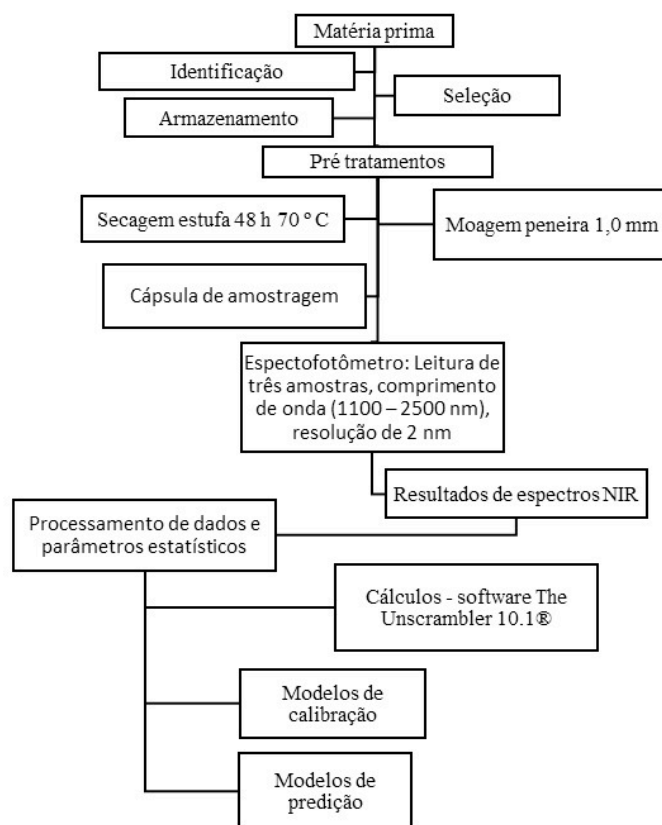 Matéria prima
Identificação
Seleção
Armazenamento
Pré tratamentos
Secagem estufa 48 h 70 º C
Moagem peneira 1,0 mm
Cápsula de amostragem
Espectofotômetro: Leitura de
três amostras, comprimento
de onda (1100 – 2500 nm),
resolução de 2 nm
Resultados de espectros NIR
Processamento de dados e
parâmetros estatísticos
Cálculos - software The
Unscrambler 10.1®
Modelos de
calibração
Modelos de
predição